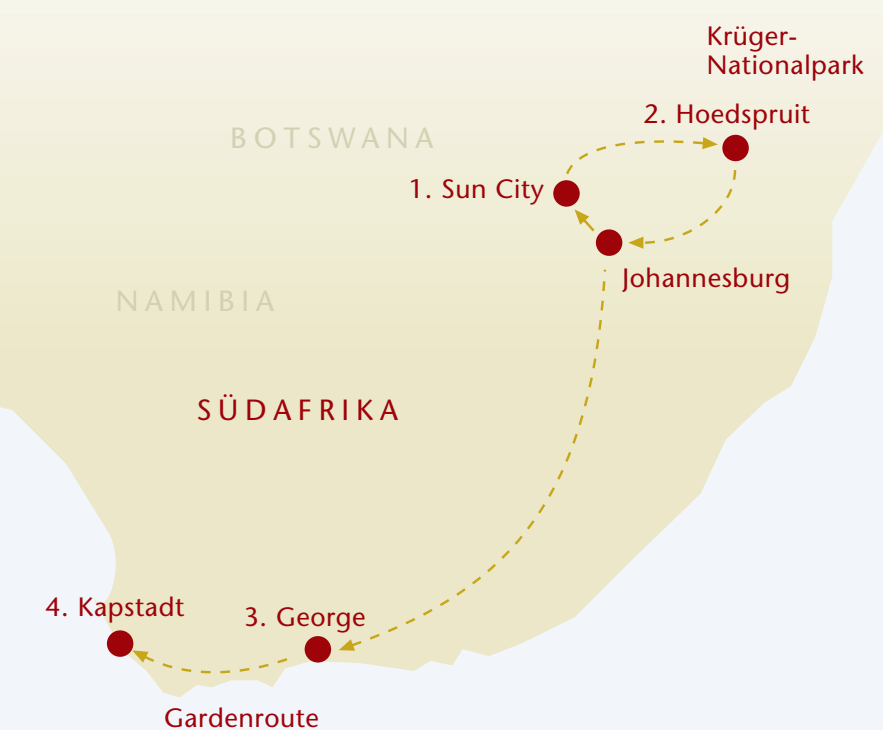 Krüger-
Nationalpark
2. Hoedspruit
BOTSWANA
1. Sun City
Johannesburg
NAMIBIA
SÜDAFRIKA
4. Kapstadt
3. George
Gardenroute